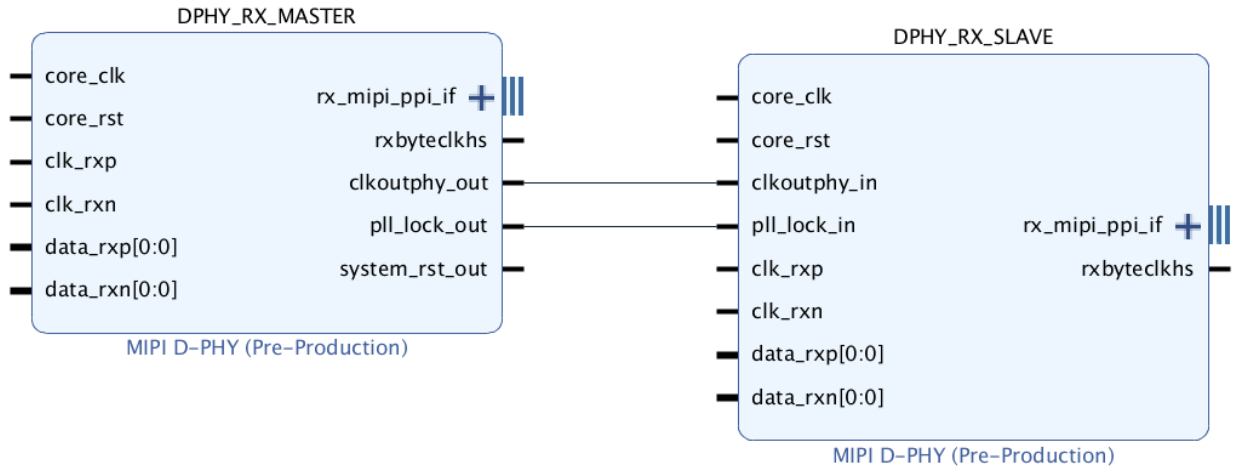 DPHY_RX_MASTER
core_clk
core_rst
clk_rxp
clk_rxn
data_rxp[0:0]
data_rxn[0:0]
rx_mipi_ppi_if
rxbyteclkhs
clkoutphy_out
pll_lock_out
system_rst_out
MIPI D-PHY (Pre-Production)
DPHY_RX_SLAVE
core_clk
core_rst
clkoutphy_in
pll_lock_in
clk_rxp
clk_rxn
data_rxp[0:0]
data_rxn[0:0]
rx_mipi_ppi_if
rxbyteclkhs
MIPI D-PHY (Pre-Production)